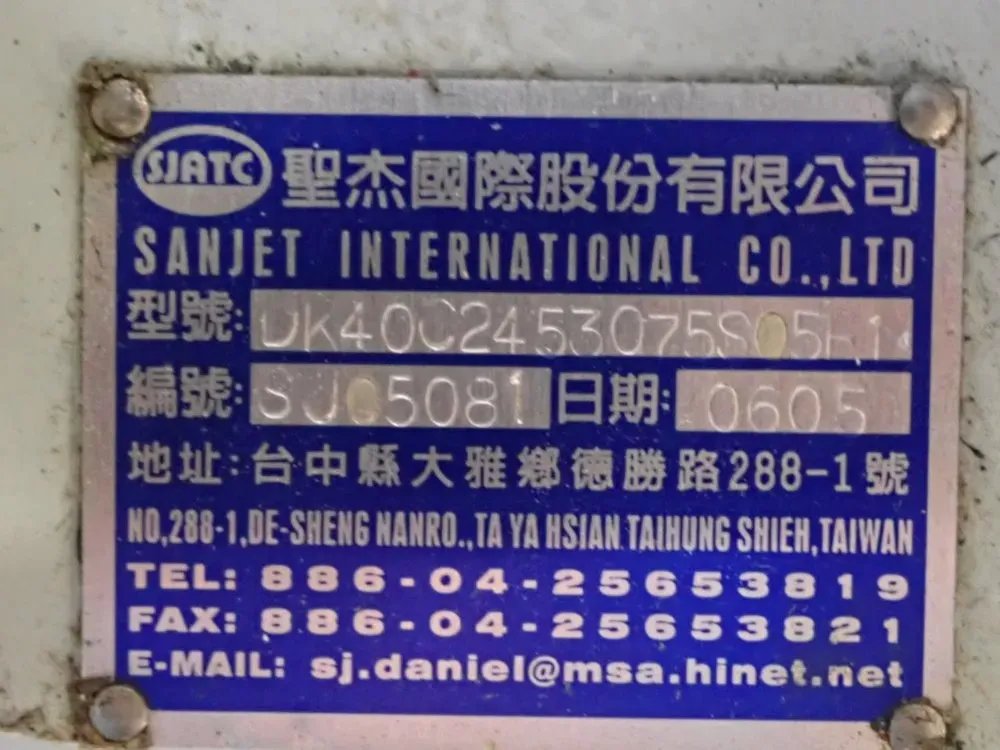 SJATC 聖杰國際股份有限公司
SANJET INTERNATIONAL CO.,LTD
型號: DK40C2453075S05F1
編號: SJ05081 日期: 0605
地址:台中縣大雅鄉德勝路288-1號
NO,288-1,DE-SHENG NANRO.,TA YA HSIAN TAIHUNG SHIEH,TAIWAN
TEL: 886-04-25653819
FAX: 886-04-25653821
E-MAIL: sj.daniel@msa.hinet.net